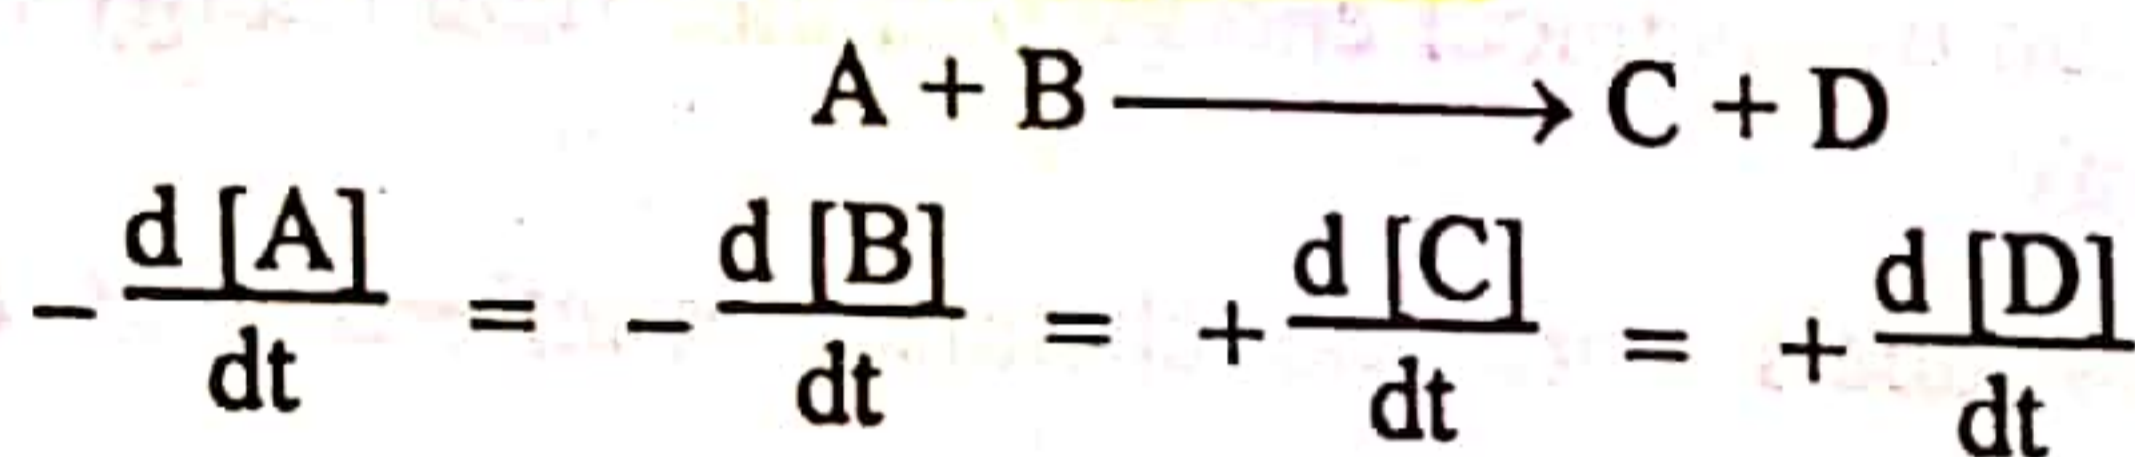 A + B ⟶ C + D
− d [A]/dt = − d [B]/dt = + d [C]/dt = + d [D]/dt